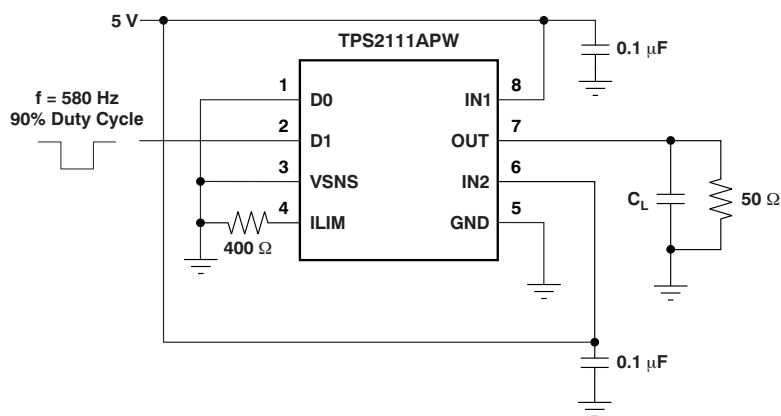 5 V
TPS2111APW
0.1 μF
f = 580 Hz
90% Duty Cycle
1 D0 IN1 8
2 D1 OUT 7
3 VSNS IN2 6
4 ILIM GND 5
400 Ω
CL
50 Ω
0.1 μF